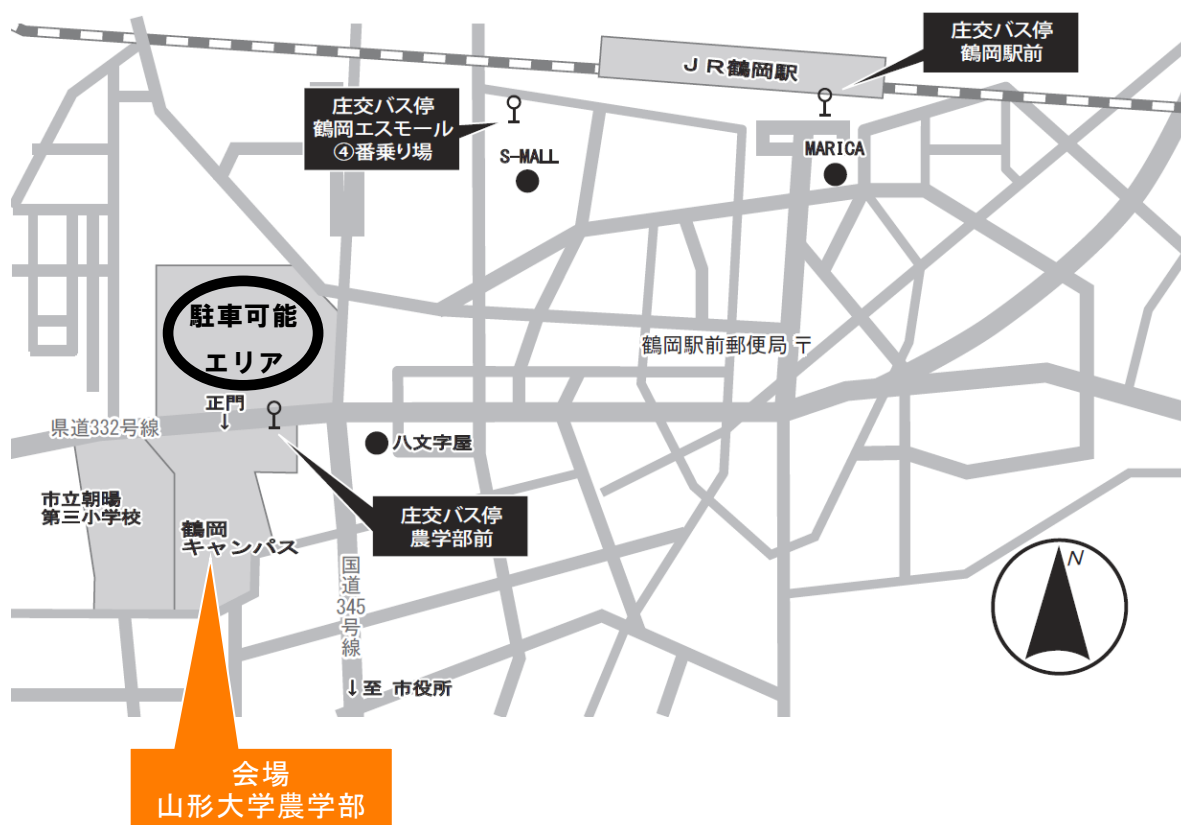 庄交バス停
鶴岡駅前
JR鶴岡駅
庄交バス停
鶴岡エスモール
④番乗り場
S-MALL
MARICA
駐車可能
エリア
鶴岡駅前郵便局 〒
正門
↓
県道332号線
八文字屋
市立朝暘
第三小学校
庄交バス停
農学部前
鶴岡
キャンパス
国道345号線
N
↓至 市役所
会場
山形大学農学部